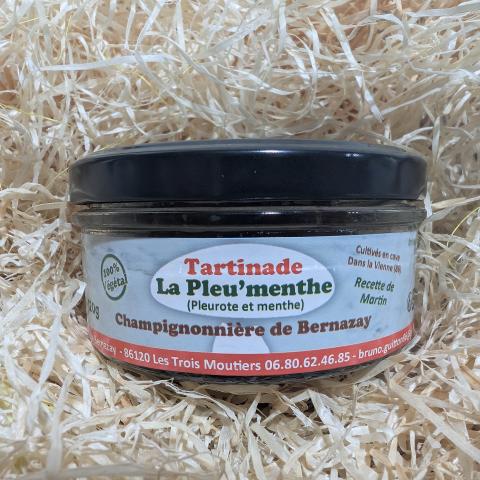 100%
Tartinade
La Pleu'menthe
(Pleurote et menthe)
Champignonnière de Bernazay
Cultivés en cave
Dans la Vienne (86)
Recette de
Martin
- 86120 Les Trois Moutiers 06.80.62.46.85 -